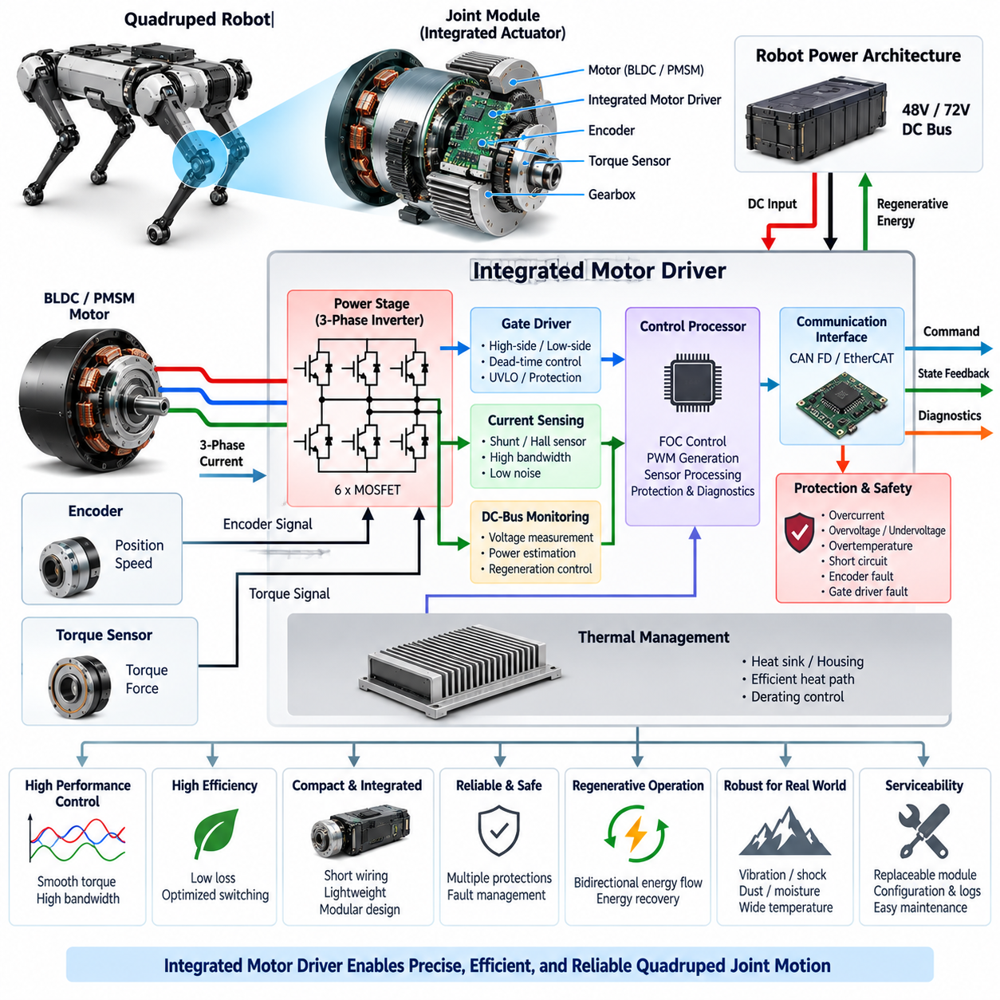 Quadruped Robot
Joint Module
(Integrated Actuator)
Motor (BLDC / PMSM)
Integrated Motor Driver
Encoder
Torque Sensor
Gearbox
Robot Power Architecture
48V / 72V
DC Bus
DC Input
Regenerative
Energy
Integrated Motor Driver
BLDC / PMSM
Motor
3-Phase
Current
Power Stage
(3-Phase Inverter)
6 x MOSFET
Gate Driver
• High-side / Low-side
• Dead-time control
• UVLO / Protection
Current Sensing
• Shunt / Hall sensor
• High bandwidth
• Low noise
DC-Bus Monitoring
• Voltage measurement
• Power estimation
• Regeneration control
Control Processor
FOC Control
PWM Generation
Sensor Processing
Protection & Diagnostics
Communication
Interface
CAN FD / EtherCAT
Command
State Feedback
Diagnostics
Protection & Safety
• Overcurrent
• Overvoltage / Undervoltage
• Overtemperature
• Short circuit
• Encoder fault
• Gate driver fault
Encoder
Position
Speed
Encoder Signal
Torque Signal
Torque Sensor
Torque
Force
Thermal Management
• Heat sink / Housing
• Efficient heat path
• Derating control
High Performance
Control
Smooth torque
High bandwidth
High Efficiency
Low loss
Optimized switching
Compact & Integrated
Short wiring
Lightweight
Modular design
Reliable & Safe
Multiple protections
Fault management
Regenerative Operation
Bidirectional energy flow
Energy recovery
Robust for Real World
Vibration / shock
Dust / moisture
Wide temperature
Serviceability
Replaceable module
Configuration & logs
Easy maintenance
Integrated Motor Driver Enables Precise, Efficient, and Reliable Quadruped Joint Motion